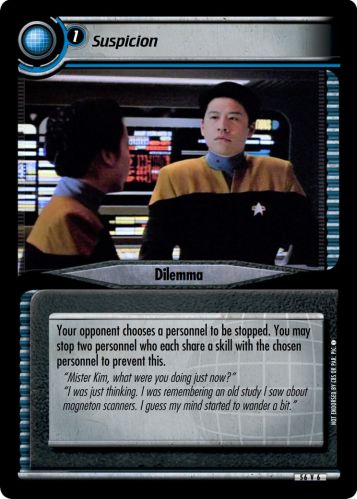 1
Suspicion
Dilemma
Your opponent chooses a personnel to be stopped. You may
stop two personnel who each share a skill with the chosen
personnel to prevent this.
“Mister Kim, what were you doing just now?”
“I was just thinking. I was remembering an old study I saw about
magneton scanners. I guess my mind started to wander a bit.”
NOT ENDORSED BY CBS OR PAR. PIC.
56 V 6